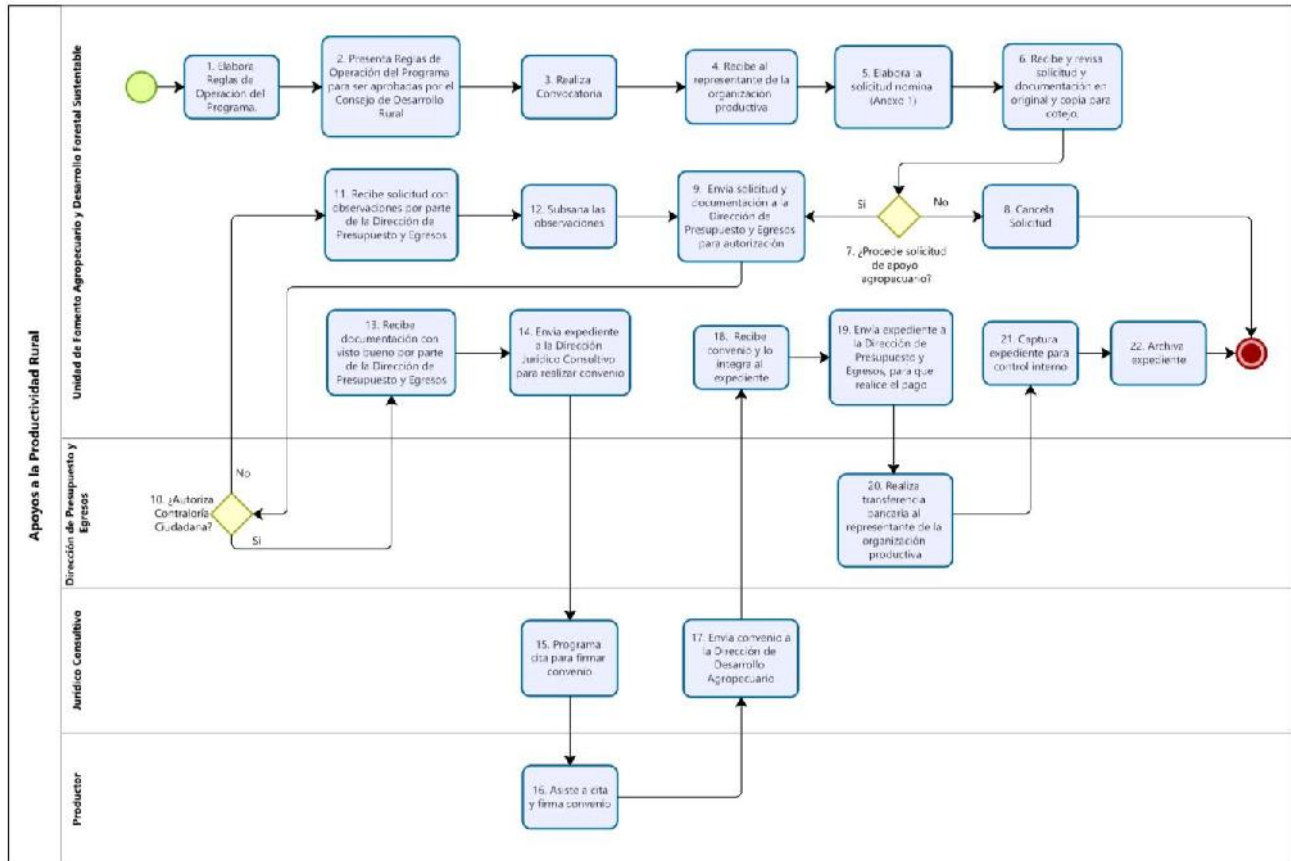 Apoyos a la Productividad Rural
Unidad de Fomento Agropecuario y Desarrollo Forestal Sustentable
1. Elabora
Reglas de
Operación del
Programa.
2. Presenta Reglas de
Operación del Programa
para ser aprobadas por el
Consejo de Desarrollo
Rural
3. Realiza
Convocatoria
4. Recibe al
representante de la
organización
productiva
5. Elabora la
solicitud nomina
(Anexo 1)
6. Recibe y revisa
solicitud y
documentación en
original y copia para
cotejo.
7. ¿Procede solicitud
de apoyo
agropecuario?
Si
No
8. Cancela
Solicitud
9. Envía solicitud y
documentación a la
Dirección de
Presupuesto y Egresos
para autorización
11. Recibe solicitud con
observaciones por parte
de la Dirección de
Presupuesto y Egresos
12. Subsana las
observaciones
13. Recibe
documentación con
visto bueno por parte
de la Dirección de
Presupuesto y Egresos
14. Envía expediente
a la Dirección
Jurídico Consultivo
para realizar convenio
18. Recibe
convenio y lo
integra al
expediente
19. Envía expediente a
la Dirección de
Presupuesto y
Egresos, para que
realice el pago
21. Captura
expediente para
control interno
22. Archiva
expediente
Dirección de Presupuesto y
Egresos
10. ¿Autoriza
Contraloría
Ciudadana?
No
Si
20. Realiza
transferencia
bancaria al
representante de la
organización
productiva
Jurídico Consultivo
15. Programa
cita para firmar
convenio
17. Envía convenio a
la Dirección de
Desarrollo
Agropecuario
Productor
16. Asiste a cita
y firma convenio